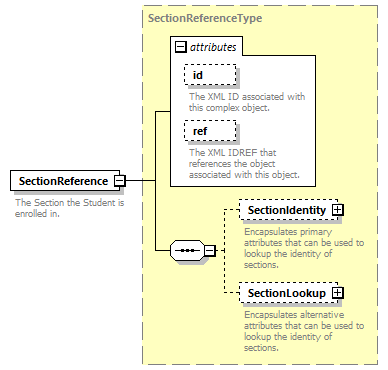 SectionReferenceType
attributes
id
The XML ID associated with
this complex object.
ref
The XML IDREF that
references the object
associated with this object.
SectionReference
The Section the Student is
enrolled in.
SectionIdentity
Encapsulates primary
attributes that can be used to
lookup the identity of
sections.
SectionLookup
Encapsulates alternative
attributes that can be used to
lookup the identity of
sections.